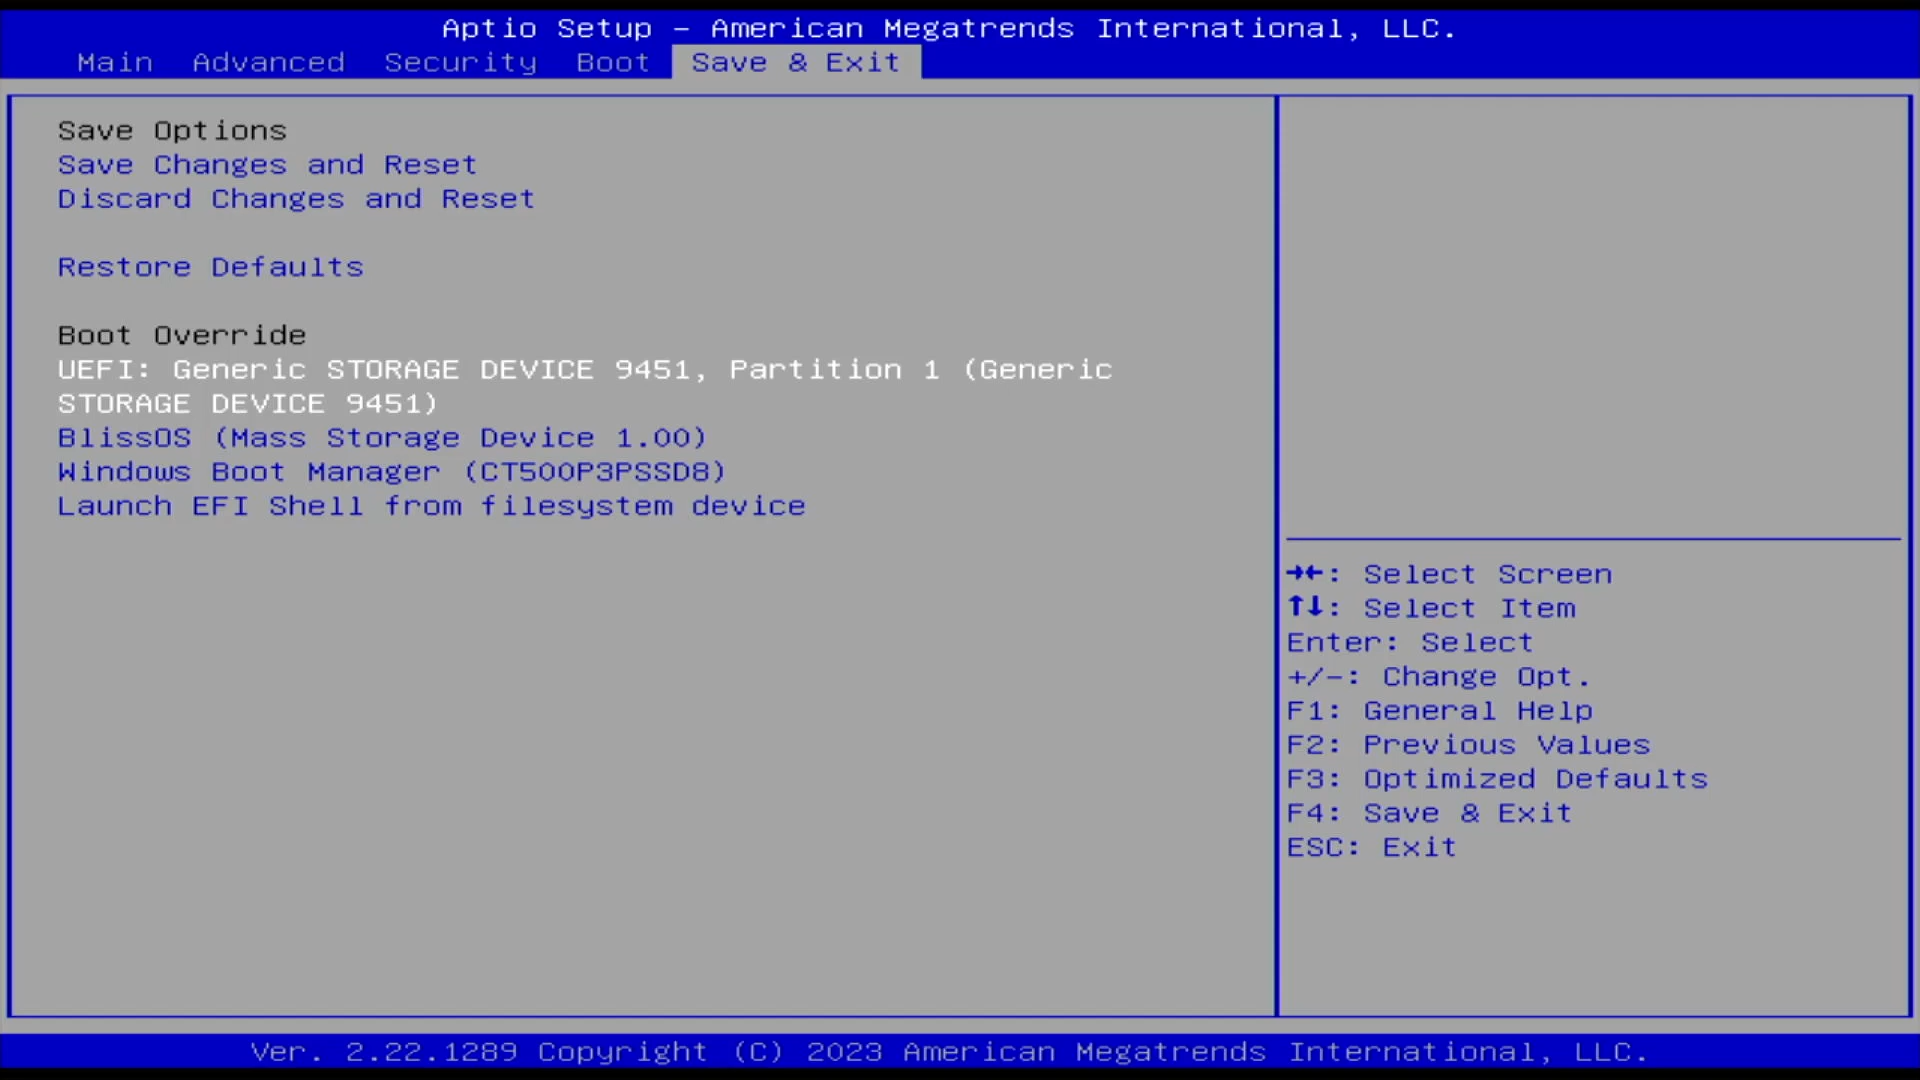 Aptio Setup – American Megatrends International, LLC.
Main Advanced Security Boot Save & Exit
Save Options
Save Changes and Reset
Discard Changes and Reset
Restore Defaults
Boot Override
UEFI: Generic STORAGE DEVICE 9451, Partition 1 (Generic
STORAGE DEVICE 9451)
BlissOS (Mass Storage Device 1.00)
Windows Boot Manager (CT500P3PSSD8)
Launch EFI Shell from filesystem device
→←: Select Screen
↑↓: Select Item
Enter: Select
+/-: Change Opt.
F1: General Help
F2: Previous Values
F3: Optimized Defaults
F4: Save & Exit
ESC: Exit
Ver. 2.22.1289 Copyright (C) 2023 American Megatrends International, LLC.